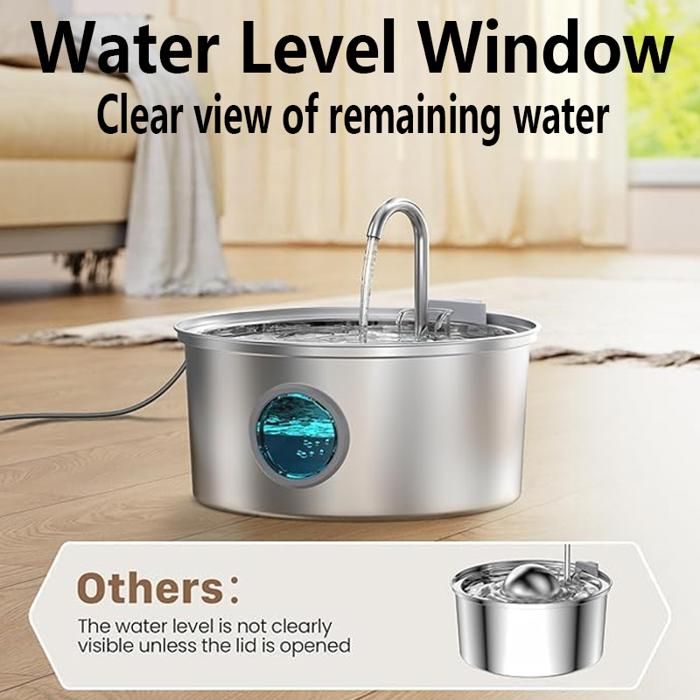 Water Level Window
Clear view of remaining water
Others:
The water level is not clearly
visible unless the lid is opened